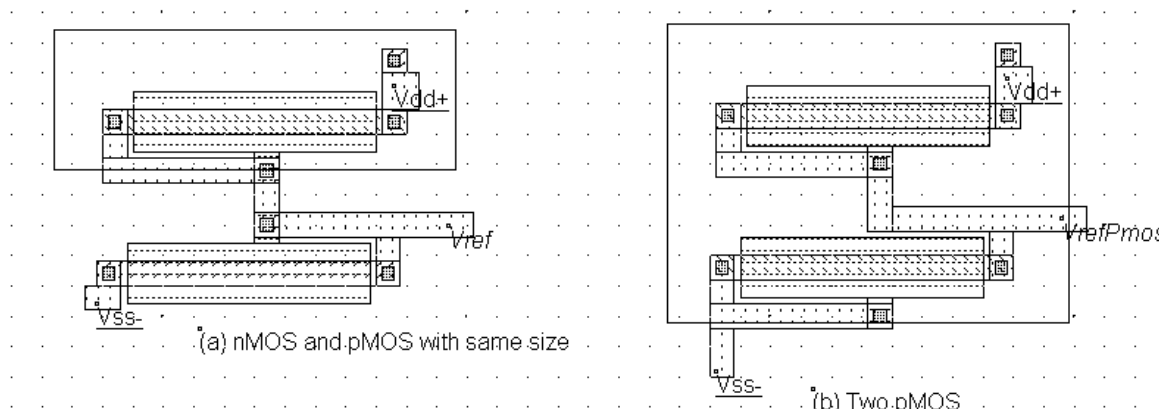 Vdd+
Vref
Vss-
(a) nMOS and pMOS with same size
Vdd+
VrefPmos
Vss-
(b) Two pMOS